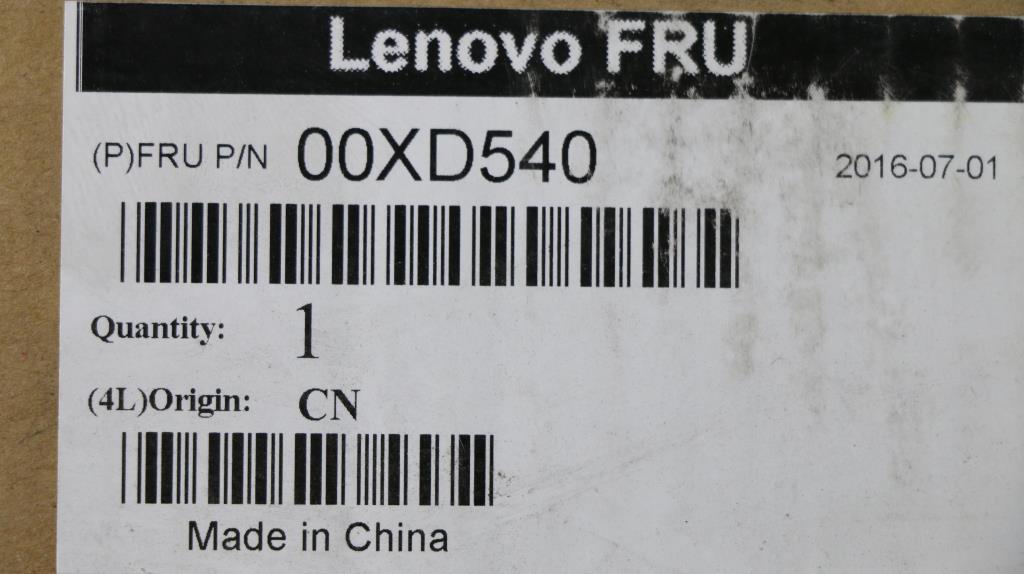 Lenovo FRU
(P)FRU P/N 00XD540 2016-07-01
Quantity: 1
(4L)Origin: CN
Made in China